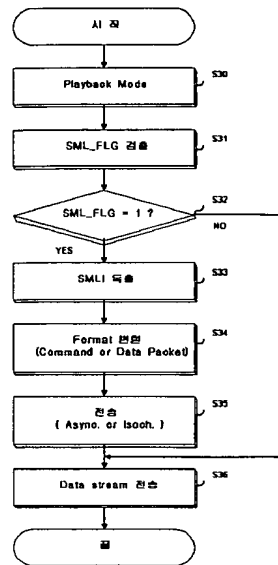 시 작
Playback Mode
S30
SML_FLG 검출
S31
SML_FLG = 1 ?
S32
NO
YES
SMLI 독출
S33
Format 변환
(Command or Data Packet)
S34
전송
( Async. or Isoch. )
S35
Data stream 전송
S36
끝